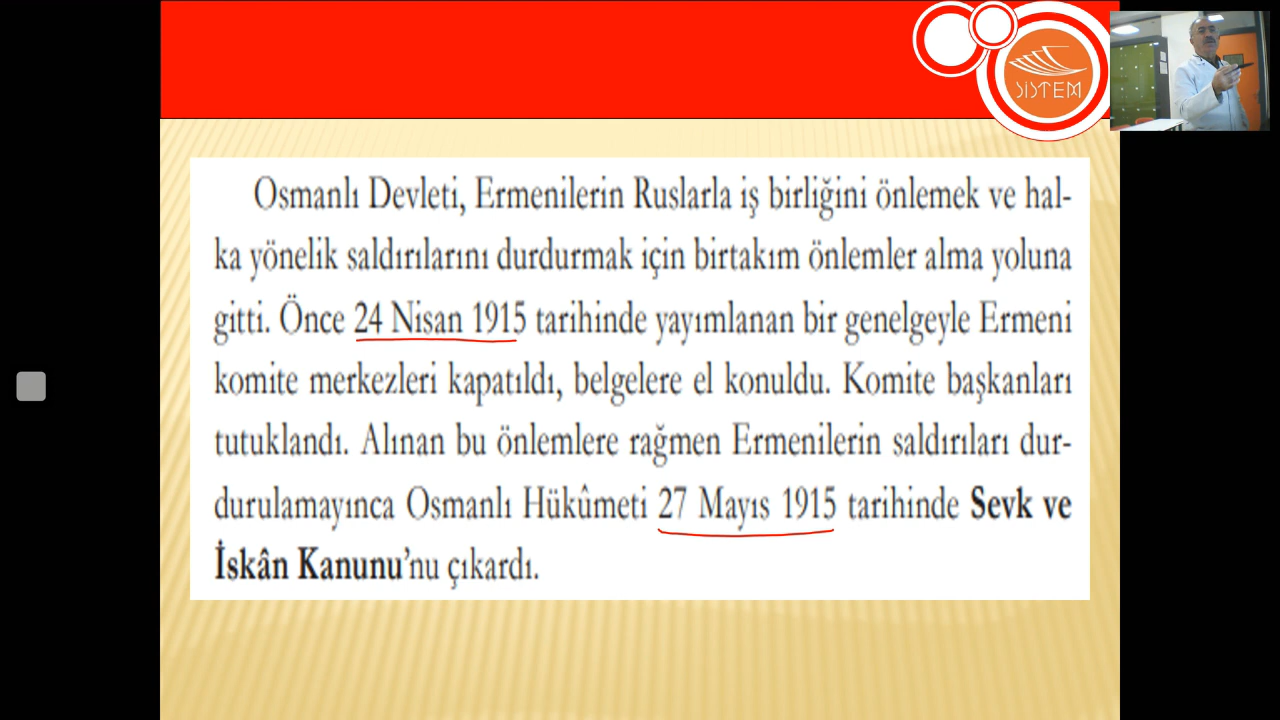 SİSTEM
Osmanlı Devleti, Ermenilerin Ruslarla iş birliğini önlemek ve hal-
ka yönelik saldırılarını durdurmak için birtakım önlemler alma yoluna
gitti. Önce 24 Nisan 1915 tarihinde yayımlanan bir genelgeyle Ermeni
komite merkezleri kapatıldı, belgelere el konuldu. Komite başkanları
tutuklandı. Alınan bu önlemlere rağmen Ermenilerin saldırıları dur-
durulamayınca Osmanlı Hükûmeti 27 Mayıs 1915 tarihinde Sevk ve
İskân Kanunu’nu çıkardı.